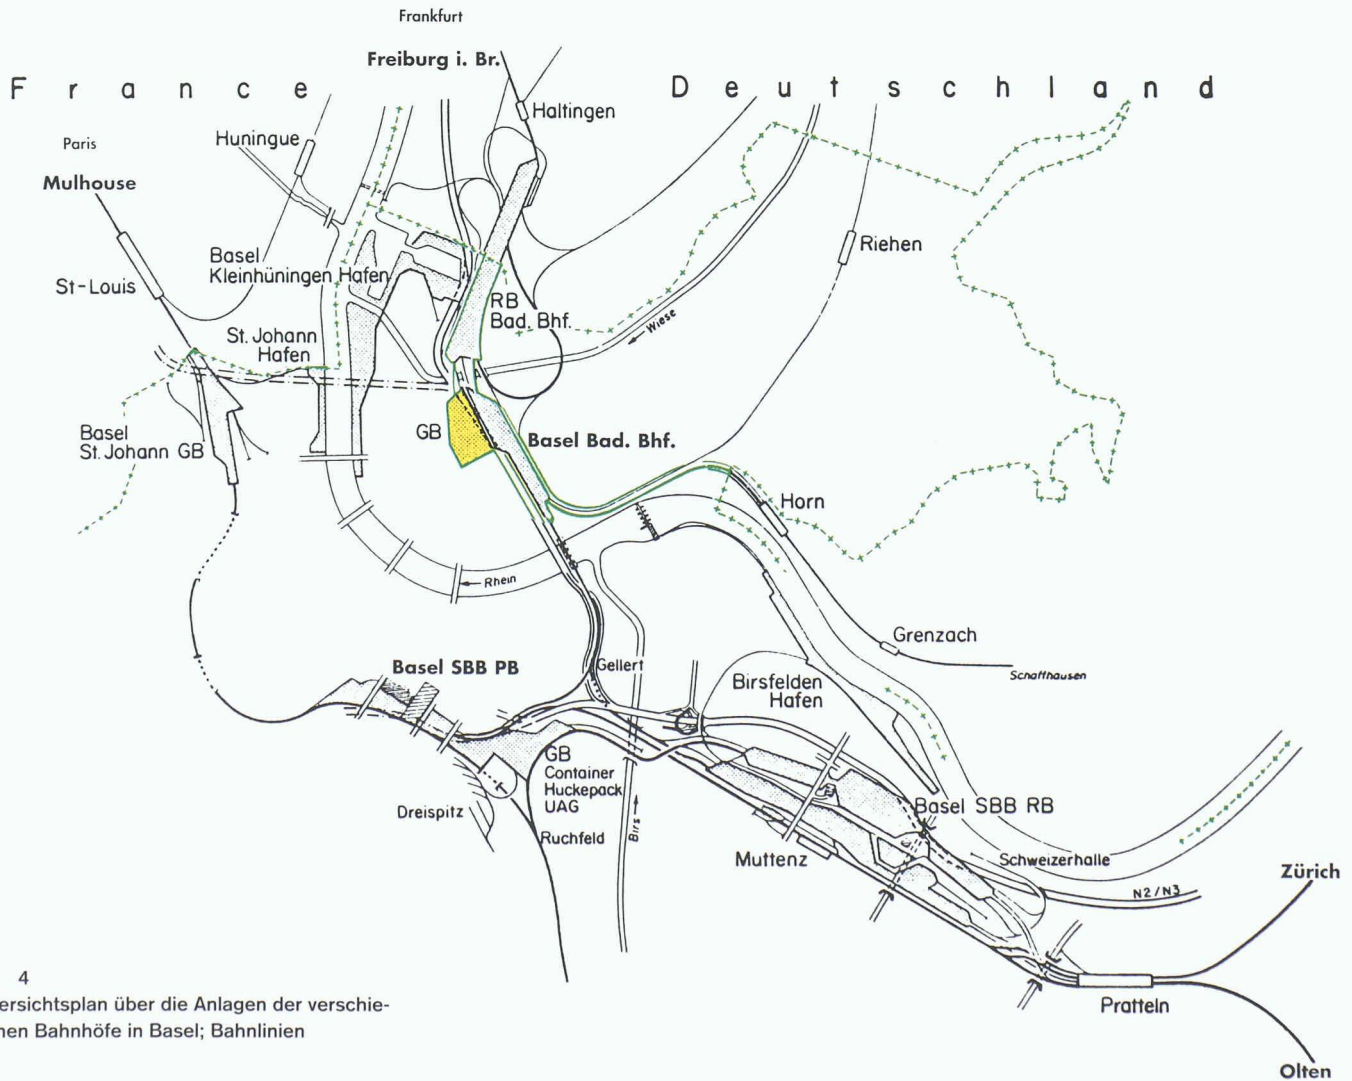 Frankfurt
Freiburg i. Br.
France
Deutschland
Haltingen
Huningue
Paris
Mulhouse
Basel
Kleinhüningen Hafen
Riehen
St-Louis
RB
Bad. Bhf.
Wiese
St. Johann
Hafen
GB
Basel Bad. Bhf.
Basel
St. Johann GB
Horn
Rhein
Grenzach
Schaffhausen
Basel SBB PB
Gellert
Birsfelden
Hafen
GB
Container
Huckepack
UAG
Dreispitz
Ruchfeld
Birs
Basel SBB RB
Muttenz
Schweizerhalle
N2/N3
Zürich
Pratteln
Olten
4
ersichtsplan über die Anlagen der verschie-
nen Bahnhöfe in Basel; Bahnlinien